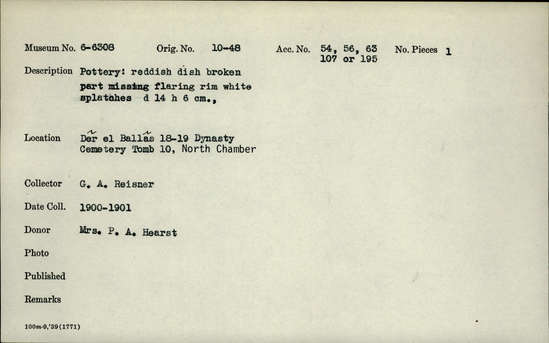 Museum No. 6-6308 Orig. No. 10-48 Acc. No. 54, 56, 63 No. Pieces 1
107 or 195
Description Pottery: reddish dish broken
part missing flaring rim white
splatches d 14 h 6 cm.,
Location Der el Ballas 18-19 Dynasty
Cemetery Tomb 10, North Chamber
Collector G. A. Reisner
Date Coll. 1900-1901
Donor Mrs. P. A. Hearst
Photo
Published
Remarks
100m-9,'39(1771)